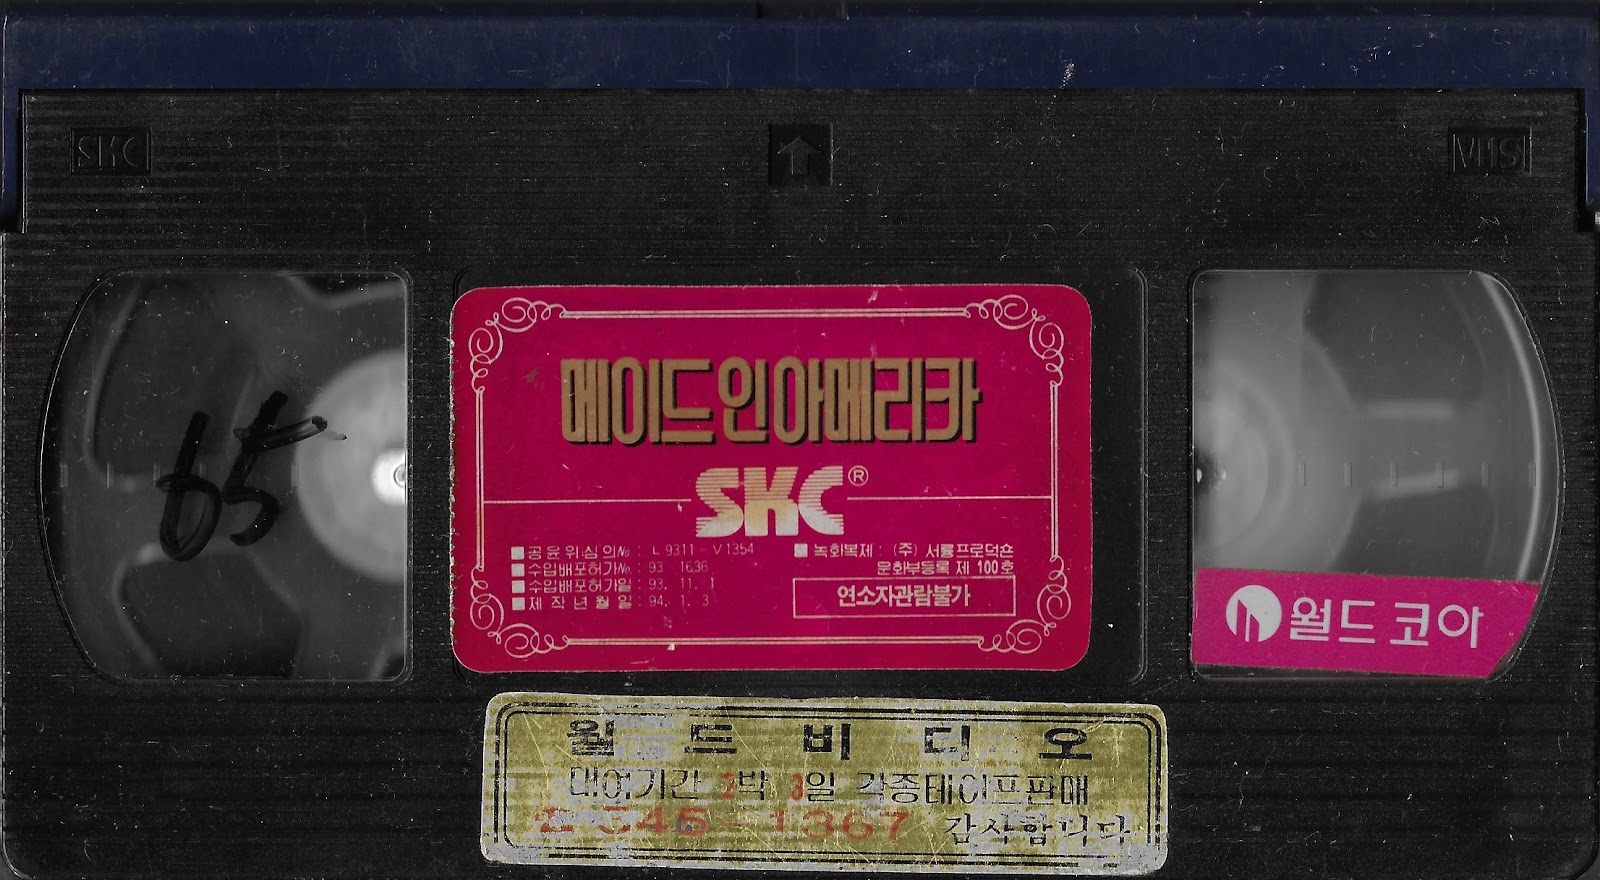 SKC
VHS
65
메이드인아메리카
SKC®
■공윤위심의№ : L 9311-V1354
■수입배포허가№ : 93 1636
■수입배포허가일 : 93. 11. 1
■제작년월일 : 94. 1. 3
■녹화복제 : (주) 서룡프로덕숀
문화부등록 제 100호
연소자관람불가
월드 코아
월드비디오
대여기간 2박 3일 각종테이프판매
545-1367 감사합니다